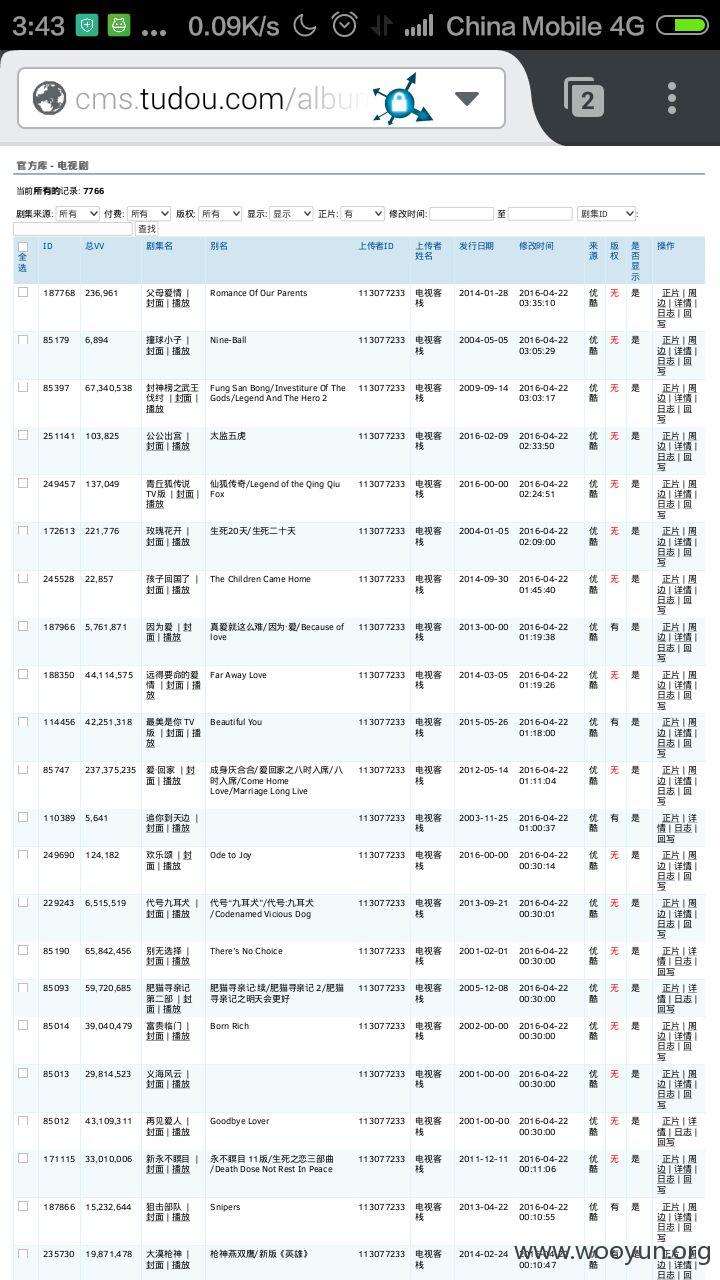 3:43 ... 0.09K/s China Mobile 4G
cms.tudou.com/albu
2
官方库 - 电视剧
当前所有的记录: 7766
剧集来源: 所有 付费: 所有 版权: 所有 显示: 显示 正片: 有 修改时间: 至 剧集ID :
查找
全选 ID 总VV 剧集名 别名 上传者ID 上传者姓名 发行日期 修改时间 来源 版权 是否显示 操作
187768 236,961 父母爱情 | 封面 | 播放 Romance Of Our Parents 113077233 电视客栈 2014-01-28 2016-04-22 03:35:10 优酷 无 是 正片 | 周边 | 详情 | 日志 | 回写
85179 6,894 撞球小子 | 封面 | 播放 Nine-Ball 113077233 电视客栈 2004-05-05 2016-04-22 03:05:29 优酷 无 是 正片 | 周边 | 详情 | 日志 | 回写
85397 67,340,538 封神榜之武王伐纣 | 封面 | 播放 Fung San Bong/Investiture Of The Gods/Legend And The Hero 2 113077233 电视客栈 2009-09-14 2016-04-22 03:03:17 优酷 无 是 正片 | 周边 | 详情 | 日志 | 回写
251141 103,825 公公出宫 | 封面 | 播放 太监五虎 113077233 电视客栈 2016-02-09 2016-04-22 02:33:50 优酷 无 是 正片 | 周边 | 详情 | 日志 | 回写
249457 137,049 青丘狐传说 TV版 | 封面 | 播放 仙狐传奇/Legend of the Qing Qiu Fox 113077233 电视客栈 2016-00-00 2016-04-22 02:24:51 优酷 无 是 正片 | 周边 | 详情 | 日志 | 回写
172613 221,776 玫瑰花开 | 封面 | 播放 生死20天/生死二十天 113077233 电视客栈 2004-01-05 2016-04-22 02:09:00 优酷 无 是 正片 | 周边 | 详情 | 日志 | 回写
245528 22,857 孩子回国了 | 封面 | 播放 The Children Came Home 113077233 电视客栈 2014-09-30 2016-04-22 01:45:40 优酷 无 是 正片 | 周边 | 详情 | 日志 | 回写
187966 5,761,871 因为爱 | 封面 | 播放 真爱就这么难/因为·爱/Because of love 113077233 电视客栈 2013-00-00 2016-04-22 01:19:38 优酷 有 是 正片 | 周边 | 详情 | 日志 | 回写
188350 44,114,575 远得要命的爱情 | 封面 | 播放 Far Away Love 113077233 电视客栈 2014-03-05 2016-04-22 01:19:26 优酷 无 是 正片 | 周边 | 详情 | 日志 | 回写
114456 42,251,318 最美是你 TV版 | 封面 | 播放 Beautiful You 113077233 电视客栈 2015-05-26 2016-04-22 01:18:00 优酷 有 是 正片 | 周边 | 详情 | 日志 | 回写
85747 237,375,235 爱·回家 | 封面 | 播放 成身庆合合/爱回家之八时入席/八时入席/Come Home Love/Marriage Long Live 113077233 电视客栈 2012-05-14 2016-04-22 01:11:04 优酷 无 是 正片 | 周边 | 详情 | 日志 | 回写
110389 5,641 追你到天边 | 封面 | 播放 113077233 电视客栈 2003-11-25 2016-04-22 01:00:37 优酷 有 是 正片 | 详情 | 日志 | 回写
249690 124,182 欢乐颂 | 封面 | 播放 Ode to Joy 113077233 电视客栈 2016-00-00 2016-04-22 00:30:14 优酷 无 是 正片 | 周边 | 详情 | 日志 | 回写
229243 6,515,519 代号九耳犬 | 封面 | 播放 代号“九耳犬”/代号:九耳犬/Codenamed Vicious Dog 113077233 电视客栈 2013-09-21 2016-04-22 00:30:01 优酷 无 是 正片 | 周边 | 详情 | 日志 | 回写
85190 65,842,456 别无选择 | 封面 | 播放 There's No Choice 113077233 电视客栈 2001-02-01 2016-04-22 00:30:00 优酷 无 是 正片 | 详情 | 日志 | 回写
85093 59,720,685 肥猫寻亲记 第二部 | 封面 | 播放 肥猫寻亲记 续/肥猫寻亲记 2/肥猫寻亲记之明天会更好 113077233 电视客栈 2005-12-08 2016-04-22 00:30:00 优酷 无 是 正片 | 详情 | 日志 | 回写
85014 39,040,479 富贵临门 | 封面 | 播放 Born Rich 113077233 电视客栈 2002-00-00 2016-04-22 00:30:00 优酷 无 是 正片 | 周边 | 详情 | 日志 | 回写
85013 29,814,523 义海风云 | 封面 | 播放 113077233 电视客栈 2001-00-00 2016-04-22 00:30:00 优酷 无 是 正片 | 周边 | 详情 | 日志 | 回写
85012 43,109,311 再见爱人 | 封面 | 播放 Goodbye Lover 113077233 电视客栈 2001-00-00 2016-04-22 00:30:00 优酷 无 是 正片 | 详情 | 日志 | 回写
171115 33,010,006 新永不瞑目 | 封面 | 播放 永不瞑目 11版/生死之恋三部曲/Death Dose Not Rest In Peace 113077233 电视客栈 2011-12-11 2016-04-22 00:11:06 优酷 无 是 正片 | 周边 | 详情 | 日志 | 回写
187866 15,232,644 狙击部队 | 封面 | 播放 Snipers 113077233 电视客栈 2013-04-22 2016-04-22 00:10:55 优酷 有 是 正片 | 周边 | 详情 | 日志 | 回写
235730 19,871,478 大漠枪神 | 封面 | 播放 枪神燕双鹰/新版《英雄》 113077233 电视客栈 2014-02-24 2016-04-22 00:10:47 优酷 是 正片 | 周边 | 详情 | 日志 | 回
www.wooyun.org